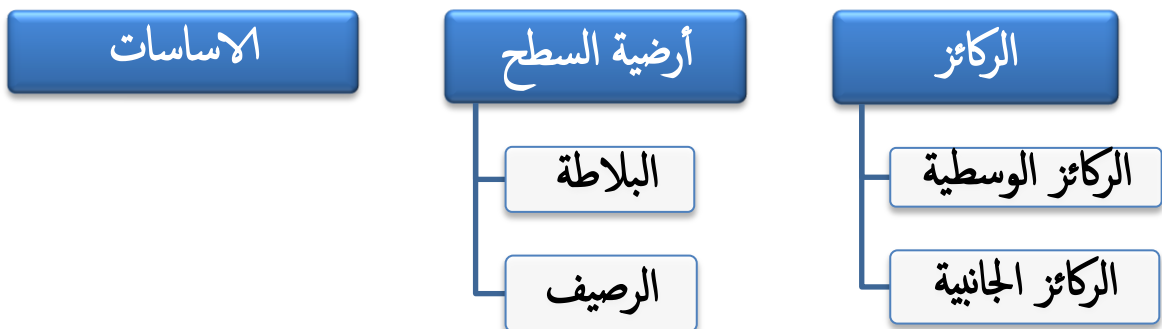 الركائز
أرضية السطح
الاساسات
الركائز الوسطية
البلاطة
الركائز الجانبية
الرصيف